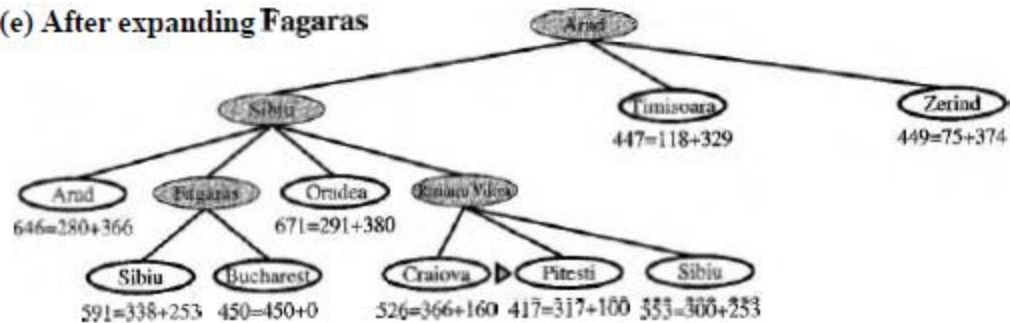 (e) After expanding Fagaras
Arad
Sibiu
Timisoara
Zerind
447=118+329
449=75+374
Arad
Fagaras
Oradea
Rimnicu Vilcea
646=280+366
671=291+380
Sibiu
Bucharest
Craiova
Pitesti
Sibiu
591=338+253
450=450+0
526=366+160
417=317+100
553=300+253